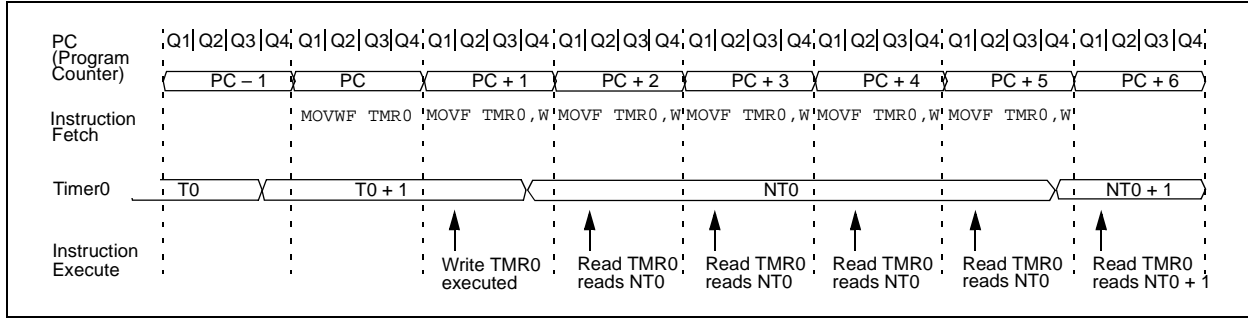 PC (Program Counter)
Q1 Q2 Q3 Q4 Q1 Q2 Q3 Q4 Q1 Q2 Q3 Q4 Q1 Q2 Q3 Q4 Q1 Q2 Q3 Q4 Q1 Q2 Q3 Q4 Q1 Q2 Q3 Q4 Q1 Q2 Q3 Q4
PC – 1 PC PC + 1 PC + 2 PC + 3 PC + 4 PC + 5 PC + 6
Instruction Fetch
MOVWF TMR0 MOVF TMR0,W MOVF TMR0,W MOVF TMR0,W MOVF TMR0,W MOVF TMR0,W
Timer0 T0 T0 + 1 NT0 NT0 + 1
Instruction Execute
Write TMR0
executed
Read TMR0
reads NT0
Read TMR0
reads NT0
Read TMR0
reads NT0
Read TMR0
reads NT0
Read TMR0
reads NT0 + 1